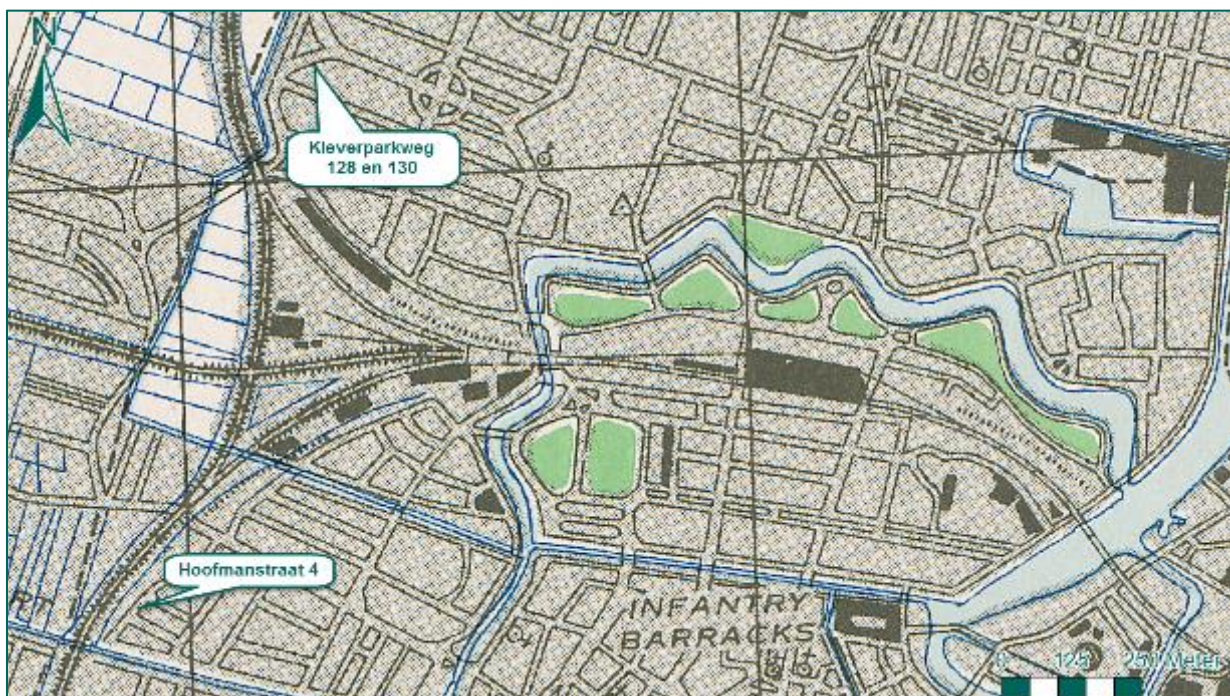 N
Kleverparkweg
128 en 130
Hoofmanstraat 4
INFANTRY
BARRACKS
0 125 250 Meter